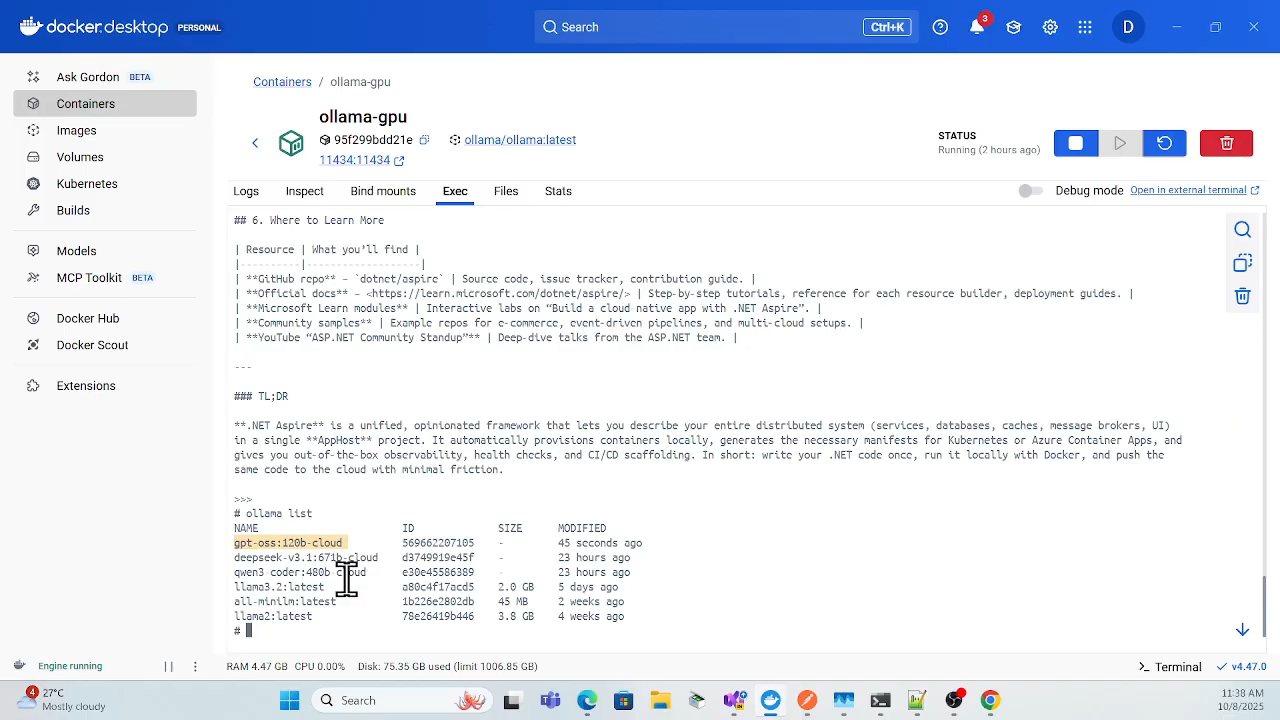 docker.desktop PERSONAL
Search Ctrl+K
3
D
Ask Gordon BETA
Containers
Images
Volumes
Kubernetes
Builds
Models
MCP Toolkit BETA
Docker Hub
Docker Scout
Extensions
Containers / ollama-gpu
ollama-gpu
95f299bdd21e ollama/ollama:latest
11434:11434
STATUS
Running (2 hours ago)
Logs Inspect Bind mounts Exec Files Stats
Debug mode Open in external terminal
## 6. Where to Learn More
| Resource | What you'll find |
|----------|------------------|
| **GitHub repo** – `dotnet/aspire` | Source code, issue tracker, contribution guide. |
| **Official docs** – <https://learn.microsoft.com/dotnet/aspire/> | Step-by-step tutorials, reference for each resource builder, deployment guides. |
| **Microsoft Learn modules** | Interactive labs on “Build a cloud-native app with .NET Aspire”. |
| **Community samples** | Example repos for e-commerce, event-driven pipelines, and multi-cloud setups. |
| **YouTube “ASP.NET Community Standup”** | Deep-dive talks from the ASP.NET team. |
---
### TL;DR
**.NET Aspire** is a unified, opinionated framework that lets you describe your entire distributed system (services, databases, caches, message brokers, UI)
in a single **AppHost** project. It automatically provisions containers locally, generates the necessary manifests for Kubernetes or Azure Container Apps, and
gives you out-of-the-box observability, health checks, and CI/CD scaffolding. In short: write your .NET code once, run it locally with Docker, and push the
same code to the cloud with minimal friction.
>>>
# ollama list
NAME ID SIZE MODIFIED
gpt-oss:120b-cloud 569662207105 - 45 seconds ago
deepseek-v3.1:671b-cloud d3749919e45f - 23 hours ago
qwen3-coder:480b-cloud e30e45586389 - 23 hours ago
llama3.2:latest a80c4f17acd5 2.0 GB 5 days ago
all-minilm:latest 1b226e2802db 45 MB 2 weeks ago
llama2:latest 78e26419b446 3.8 GB 4 weeks ago
#
Engine running
RAM 4.47 GB CPU 0.00% Disk: 75.35 GB used (limit 1006.85 GB)
Terminal v4.47.0
4
27°C
Mostly cloudy
Search
11:38 AM
10/8/2025